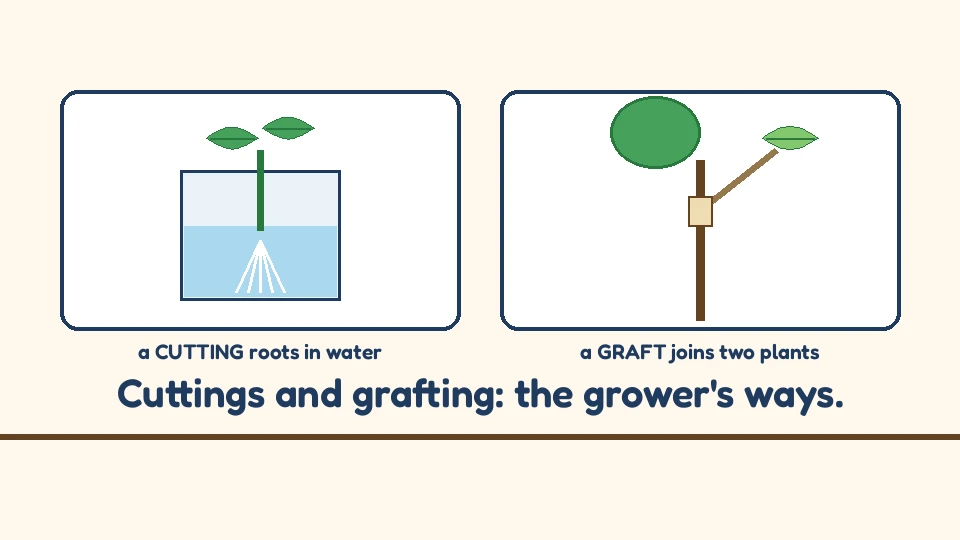 a CUTTING roots in water
a GRAFT joins two plants
Cuttings and grafting: the grower's ways.